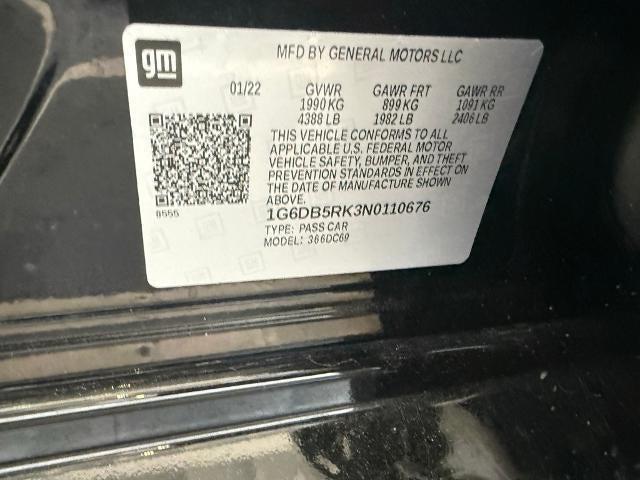 gm
MFD BY GENERAL MOTORS LLC
01/22 GVWR GAWR FRT GAWR RR
1990 KG 899 KG 1091 KG
4388 LB 1982 LB 2406 LB
THIS VEHICLE CONFORMS TO ALL
APPLICABLE U.S. FEDERAL MOTOR
VEHICLE SAFETY, BUMPER, AND THEFT
PREVENTION STANDARDS IN EFFECT ON
THE DATE OF MANUFACTURE SHOWN
ABOVE.
8555
1G6DB5RK3N0110676
TYPE: PASS CAR
MODEL: 366DC69